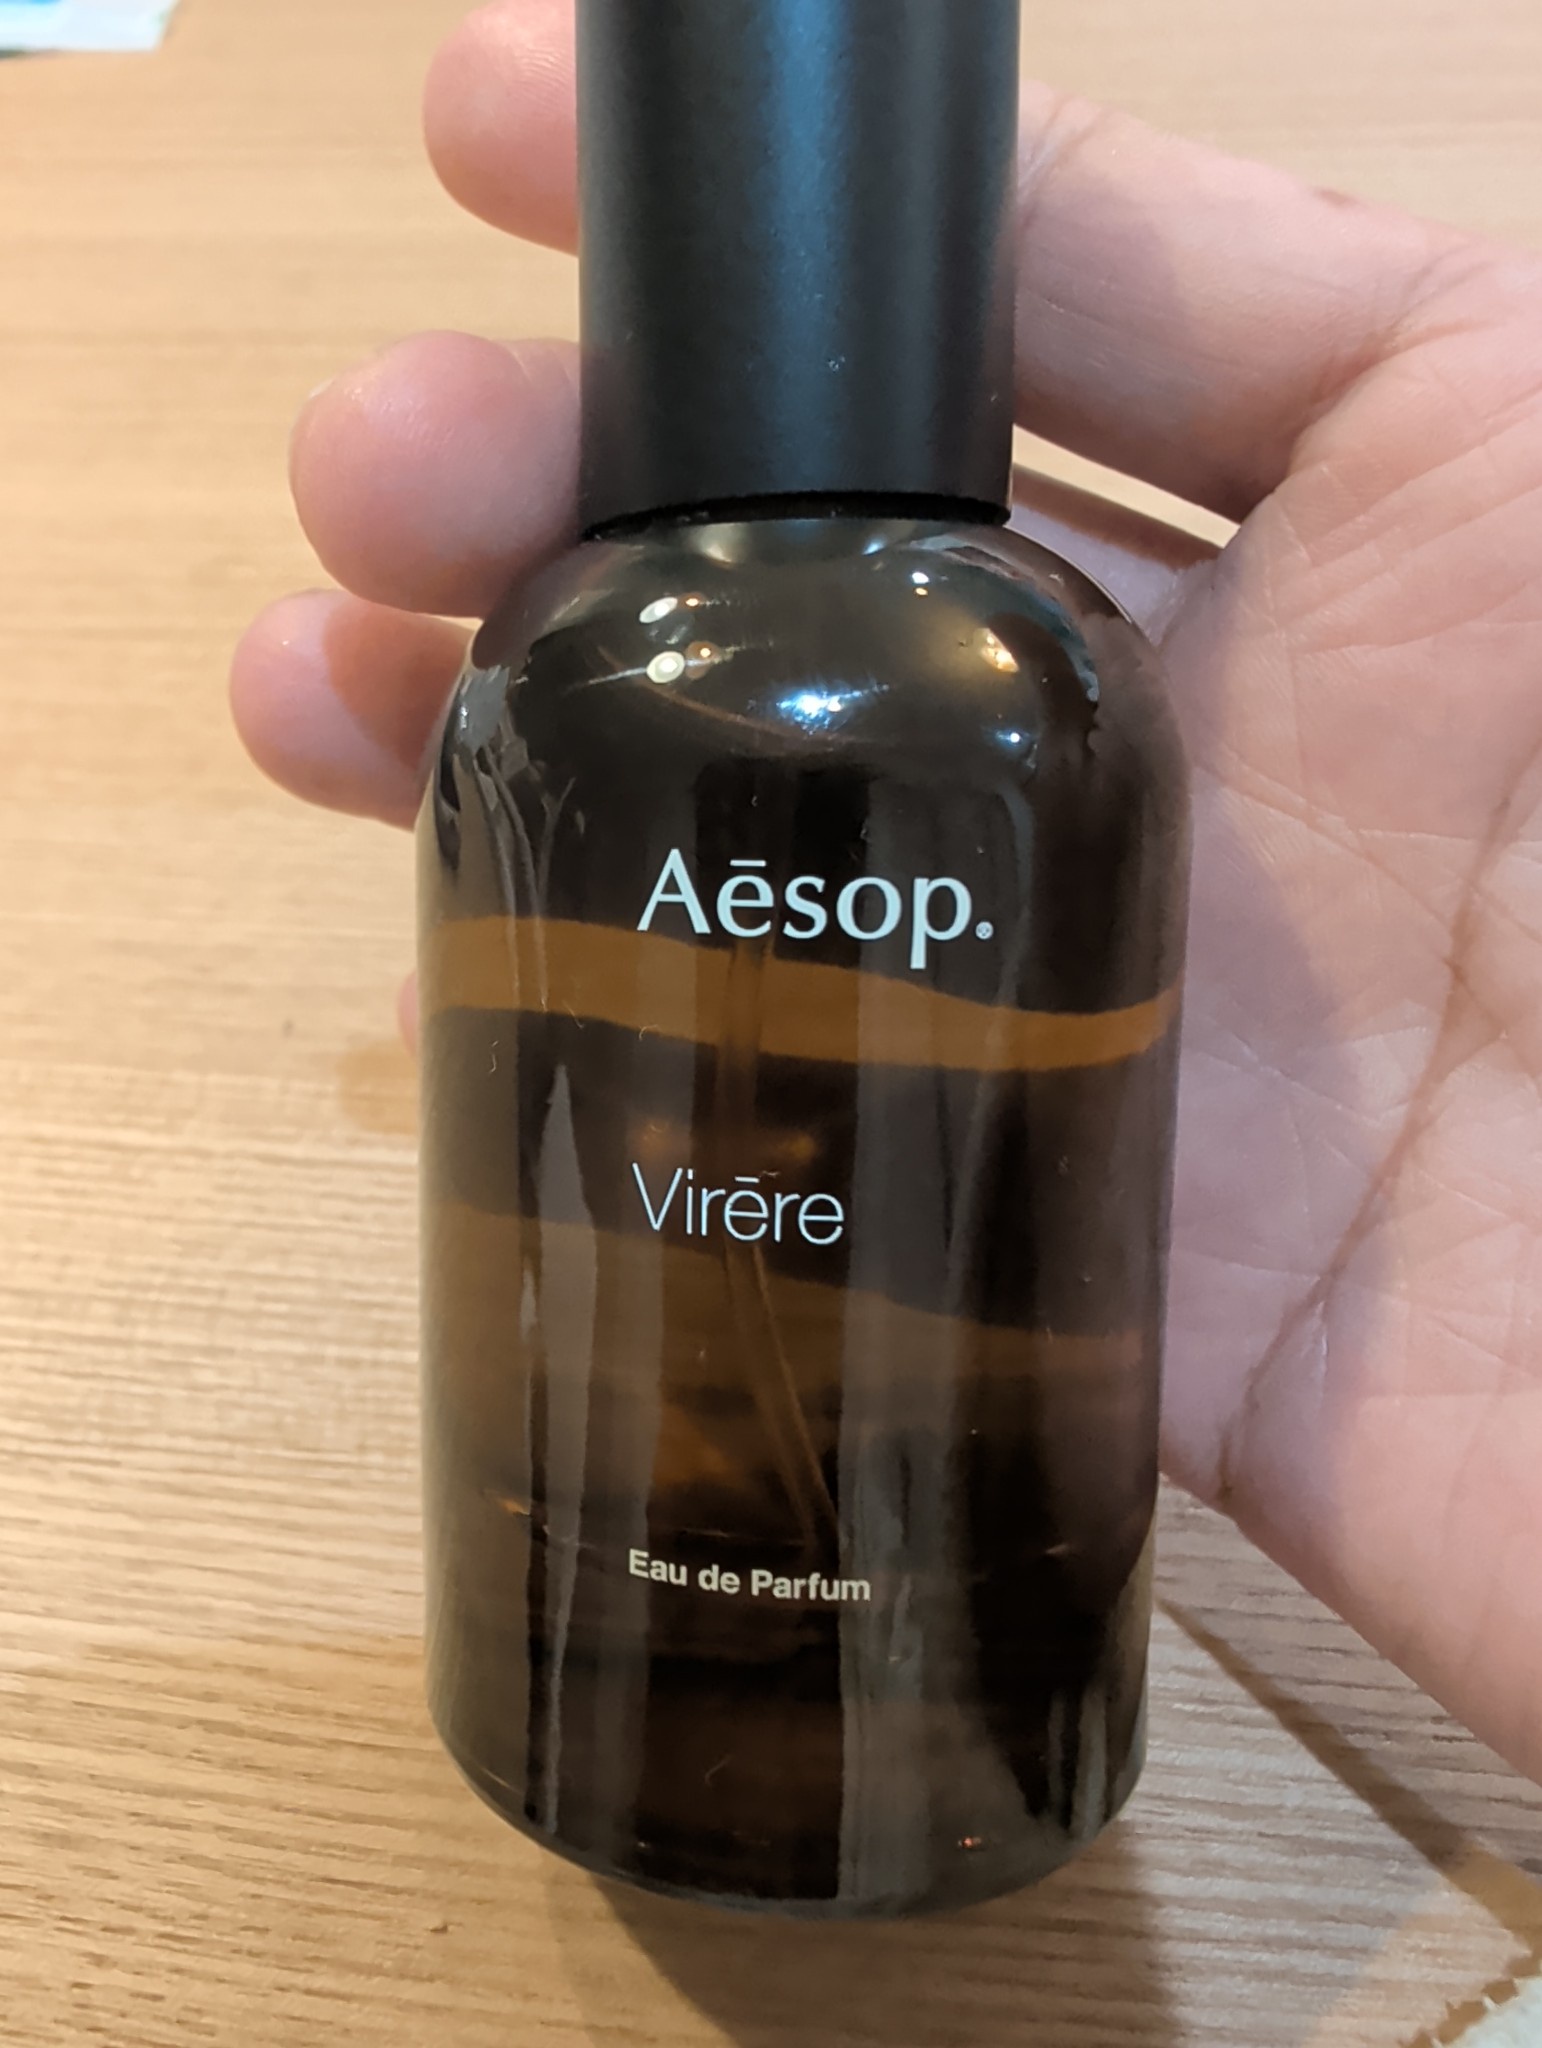 Aēsop.®
Virēre
Eau de Parfum